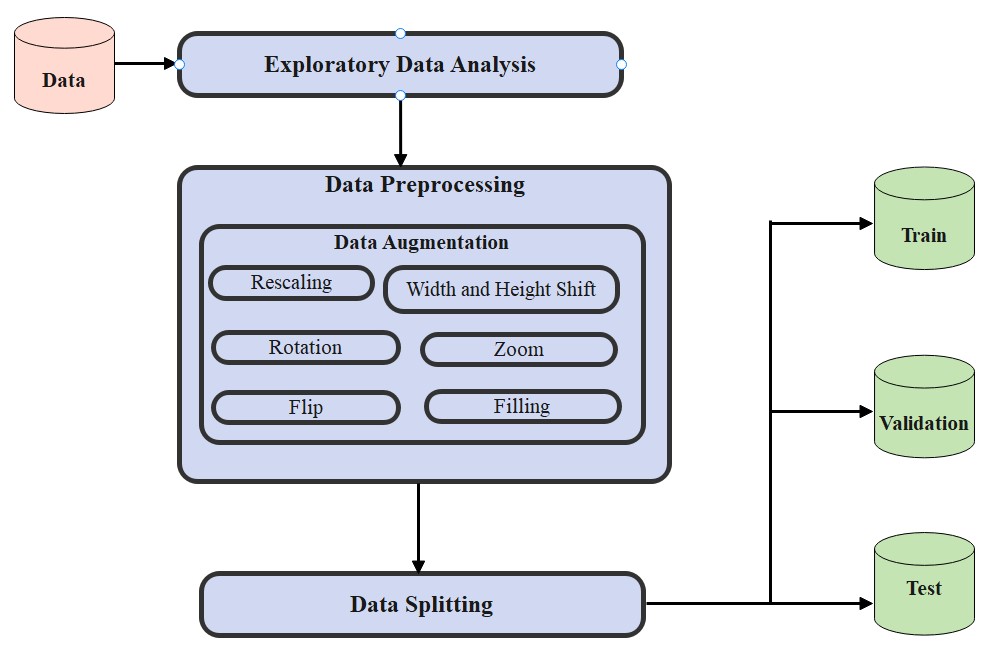 Data
Exploratory Data Analysis
Data Preprocessing
Data Augmentation
Rescaling
Width and Height Shift
Rotation
Zoom
Flip
Filling
Data Splitting
Train
Validation
Test